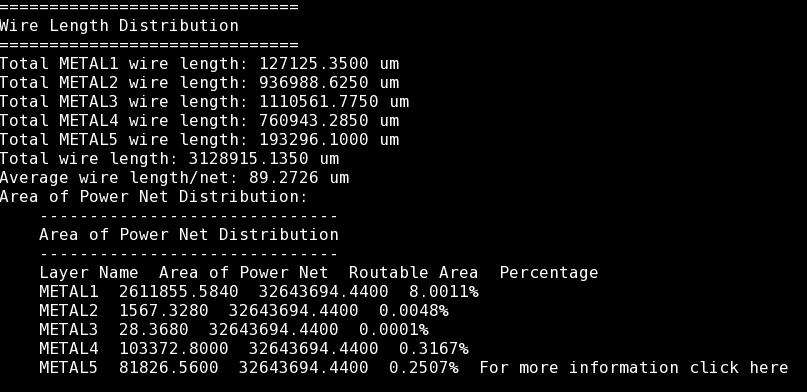 ==============================
Wire Length Distribution
==============================
Total METAL1 wire length: 127125.3500 um
Total METAL2 wire length: 936988.6250 um
Total METAL3 wire length: 1110561.7750 um
Total METAL4 wire length: 760943.2850 um
Total METAL5 wire length: 193296.1000 um
Total wire length: 3128915.1350 um
Average wire length/net: 89.2726 um
Area of Power Net Distribution:
    ------------------------------
    Area of Power Net Distribution
    ------------------------------
    Layer Name  Area of Power Net  Routable Area  Percentage
    METAL1  2611855.5840  32643694.4400  8.0011%
    METAL2  1567.3280  32643694.4400  0.0048%
    METAL3  28.3680  32643694.4400  0.0001%
    METAL4  103372.8000  32643694.4400  0.3167%
    METAL5  81826.5600  32643694.4400  0.2507%  For more information click here